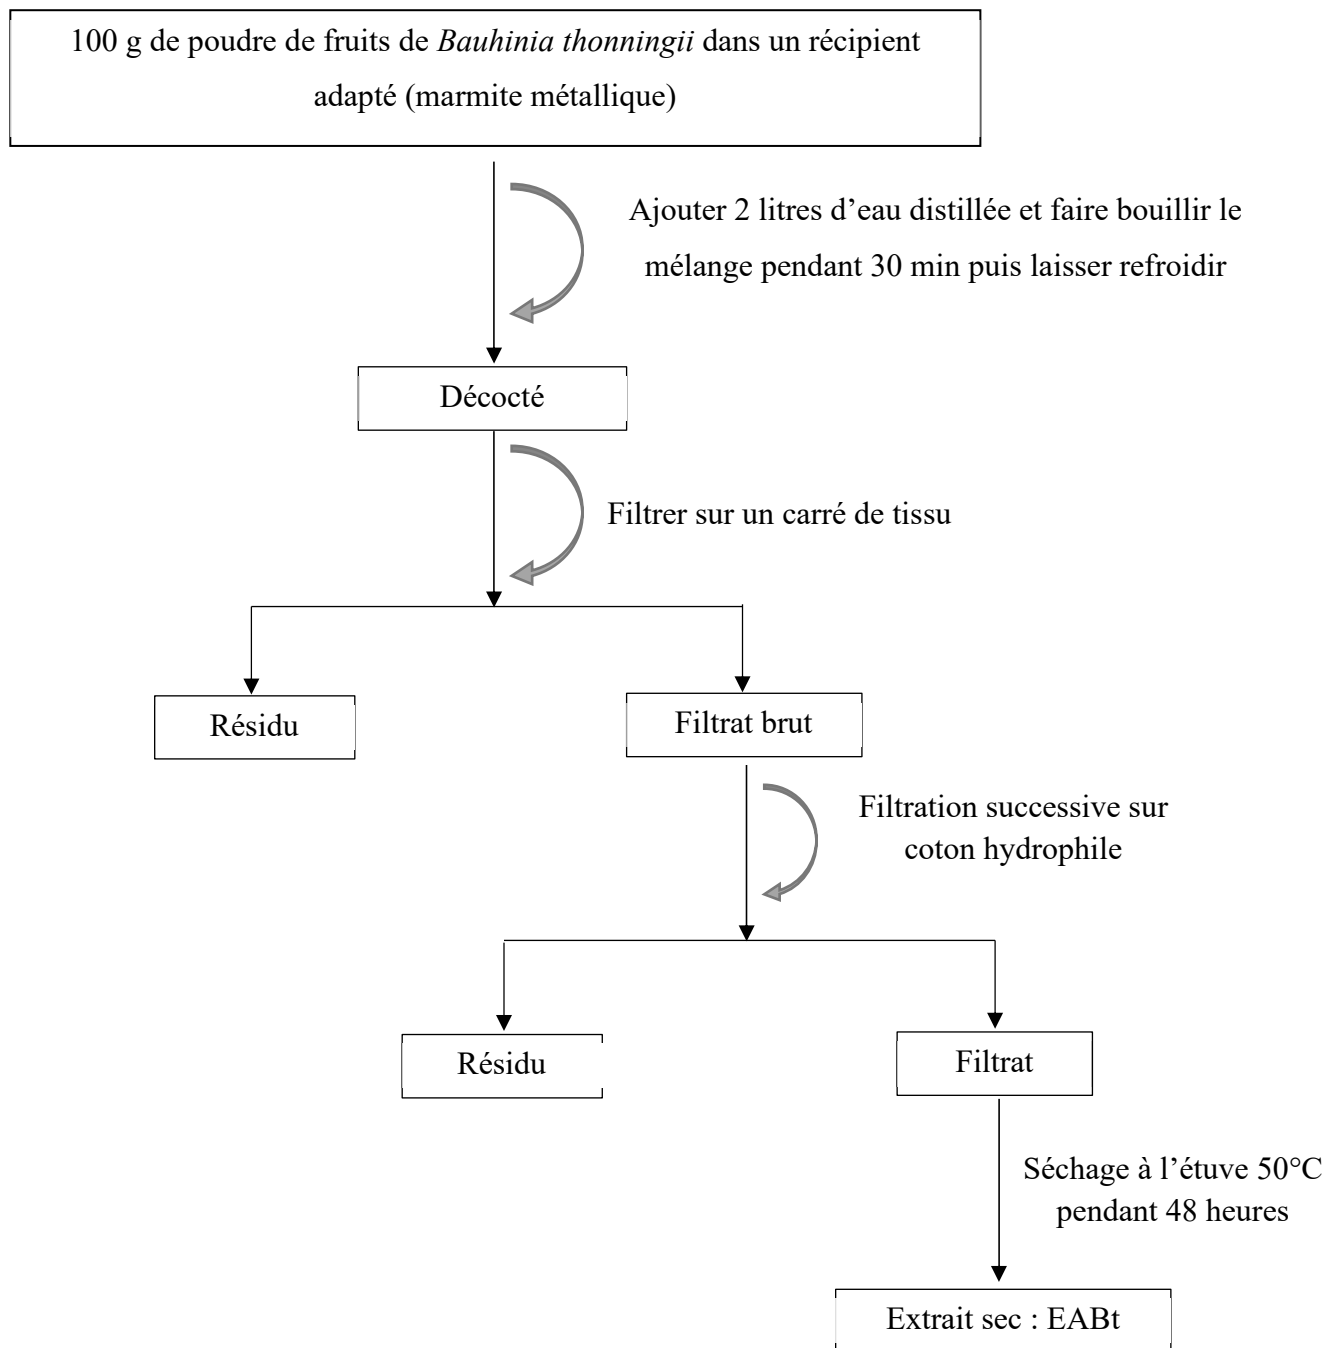 100 g de poudre de fruits de Bauhinia thonningii dans un récipient
adapté (marmite métallique)
Ajouter 2 litres d’eau distillée et faire bouillir le
mélange pendant 30 min puis laisser refroidir
Décocté
Filtrer sur un carré de tissu
Résidu
Filtrat brut
Filtration successive sur
coton hydrophile
Résidu
Filtrat
Séchage à l’étuve 50°C
pendant 48 heures
Extrait sec : EABt